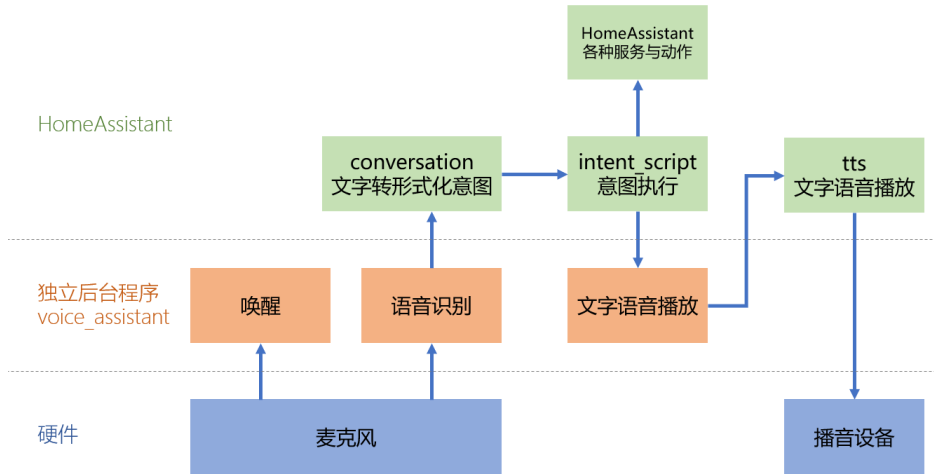 HomeAssistant
各种服务与动作
HomeAssistant
conversation
文字转形式化意图
intent_script
意图执行
tts
文字语音播放
独立后台程序
voice_assistant
唤醒
语音识别
文字语音播放
硬件
麦克风
播音设备